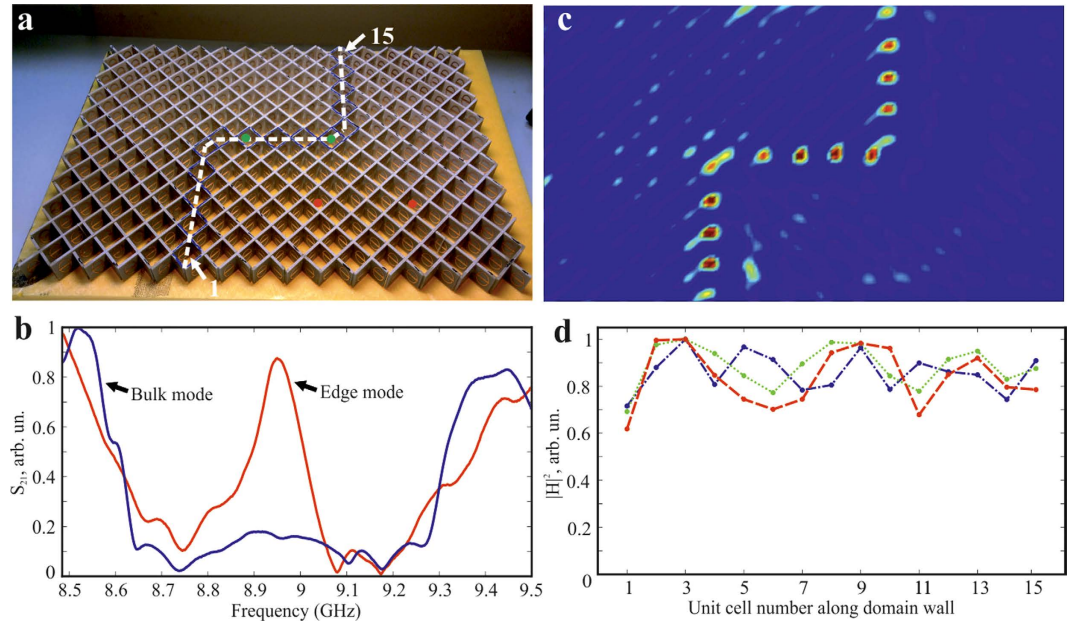 a
15
1
c
b
S₂₁, arb. un.
1
0.8
0.6
0.4
0.2
0
Bulk mode
Edge mode
8.5 8.6 8.7 8.8 8.9 9 9.1 9.2 9.3 9.4 9.5
Frequency (GHz)
d
|H|², arb. un.
1
0.8
0.6
0.4
0.2
0
1 3 5 7 9 11 13 15
Unit cell number along domain wall